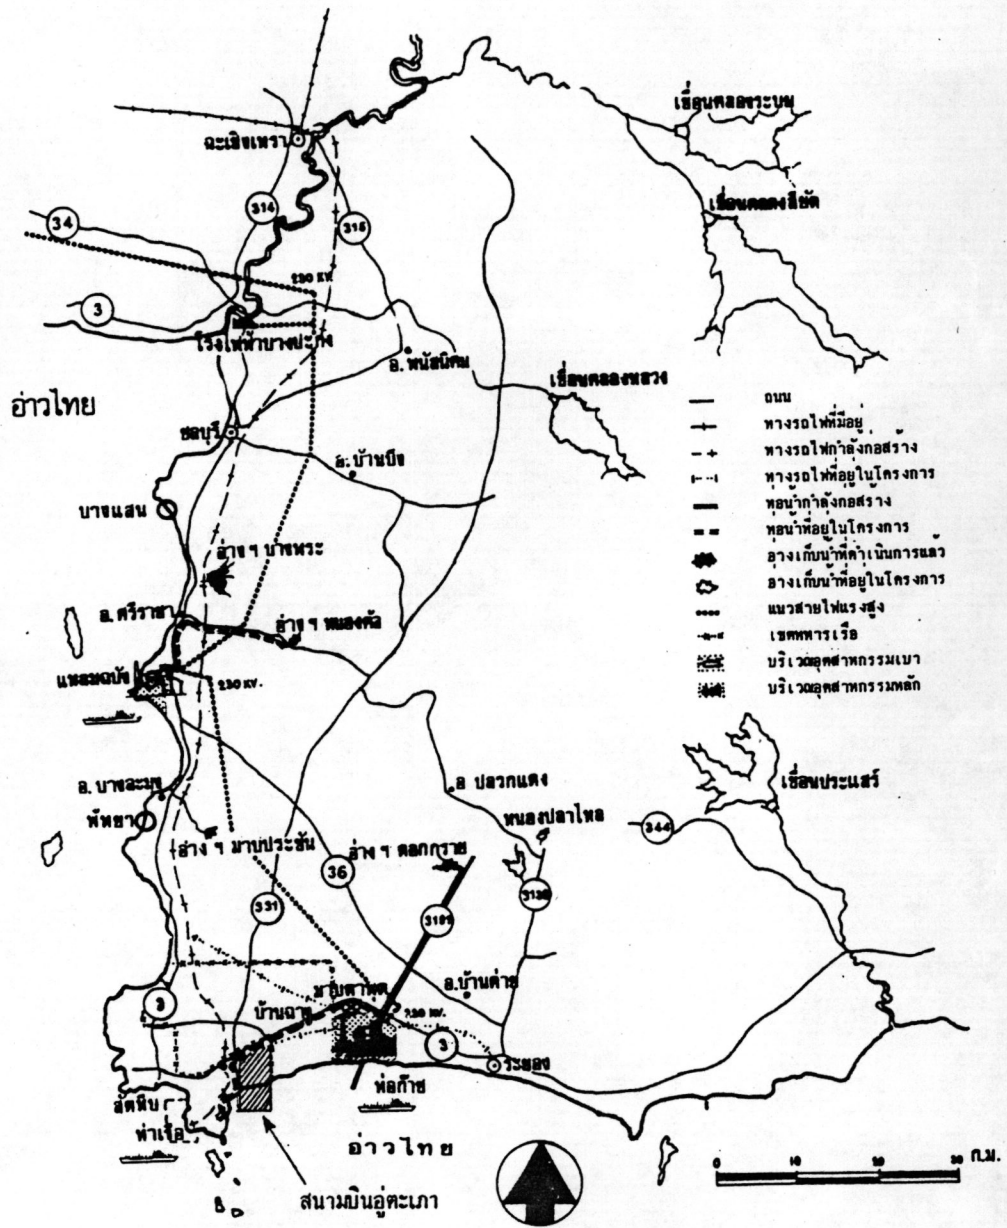 เขื่อนคลองระบม
ฉะเชิงเทรา
เขื่อนคลองสียัด
314
34
315
230 KV.
3
โรงไฟฟ้าบางปะกง
อ. พนัสนิคม
เขื่อนคลองหลวง
อ่าวไทย
ชลบุรี
อ. บ้านบึง
บางแสน
อ่าง ฯ บางพระ
อ. ศรีราชา
อ่าง ฯ หนองค้อ
แหลมฉบัง
230 KV.
ถนน
ทางรถไฟที่มีอยู่
ทางรถไฟกำลังก่อสร้าง
ทางรถไฟที่อยู่ในโครงการ
ท่อน้ำกำลังก่อสร้าง
ท่อน้ำที่อยู่ในโครงการ
อ่างเก็บน้ำที่ดำเนินการแล้ว
อ่างเก็บน้ำที่อยู่ในโครงการ
แนวสายไฟแรงสูง
เขตทหารเรือ
บริเวณอุตสาหกรรมเบา
บริเวณอุตสาหกรรมหลัก
อ. บางละมุง
พัทยา
อ ปลวกแดง
หนองปลาไหล
เขื่อนประแสร์
344
อ่าง ฯ มาบประชัน
อ่าง ฯ ดอกกราย
36
331
3191
3138
มาบตาพุด
อ.บ้านค่าย
บ้านฉาง
230 KV.
3
3
ระยอง
ท่อก๊าซ
สัตหีบ
ท่าเรือ
อ่าวไทย
สนามบินอู่ตะเภา
0 10 20 30 ก.ม.